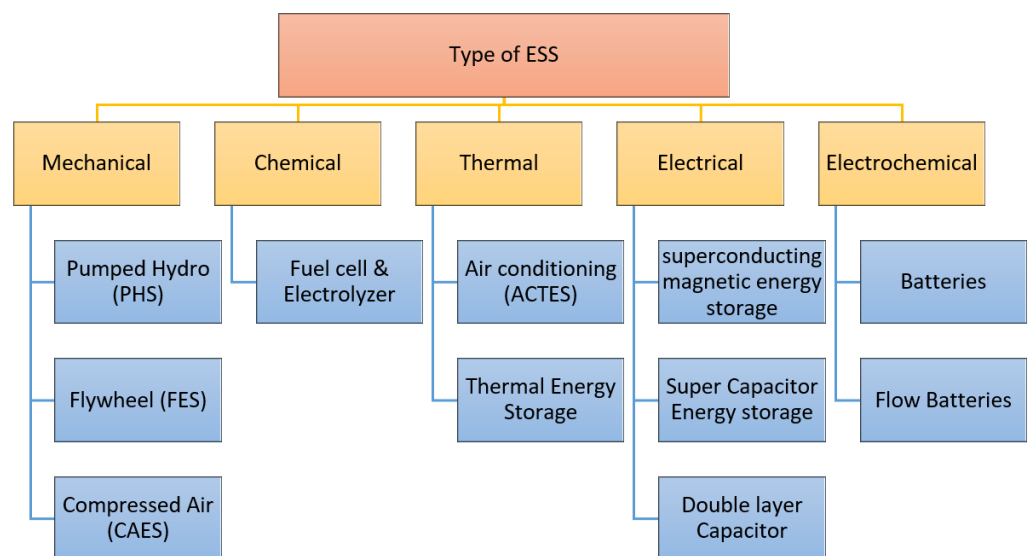 Type of ESS
Mechanical
Chemical
Thermal
Electrical
Electrochemical
Pumped Hydro
(PHS)
Fuel cell &
Electrolyzer
Air conditioning
(ACTES)
superconducting
magnetic energy
storage
Batteries
Flywheel (FES)
Thermal Energy
Storage
Super Capacitor
Energy storage
Flow Batteries
Compressed Air
(CAES)
Double layer
Capacitor